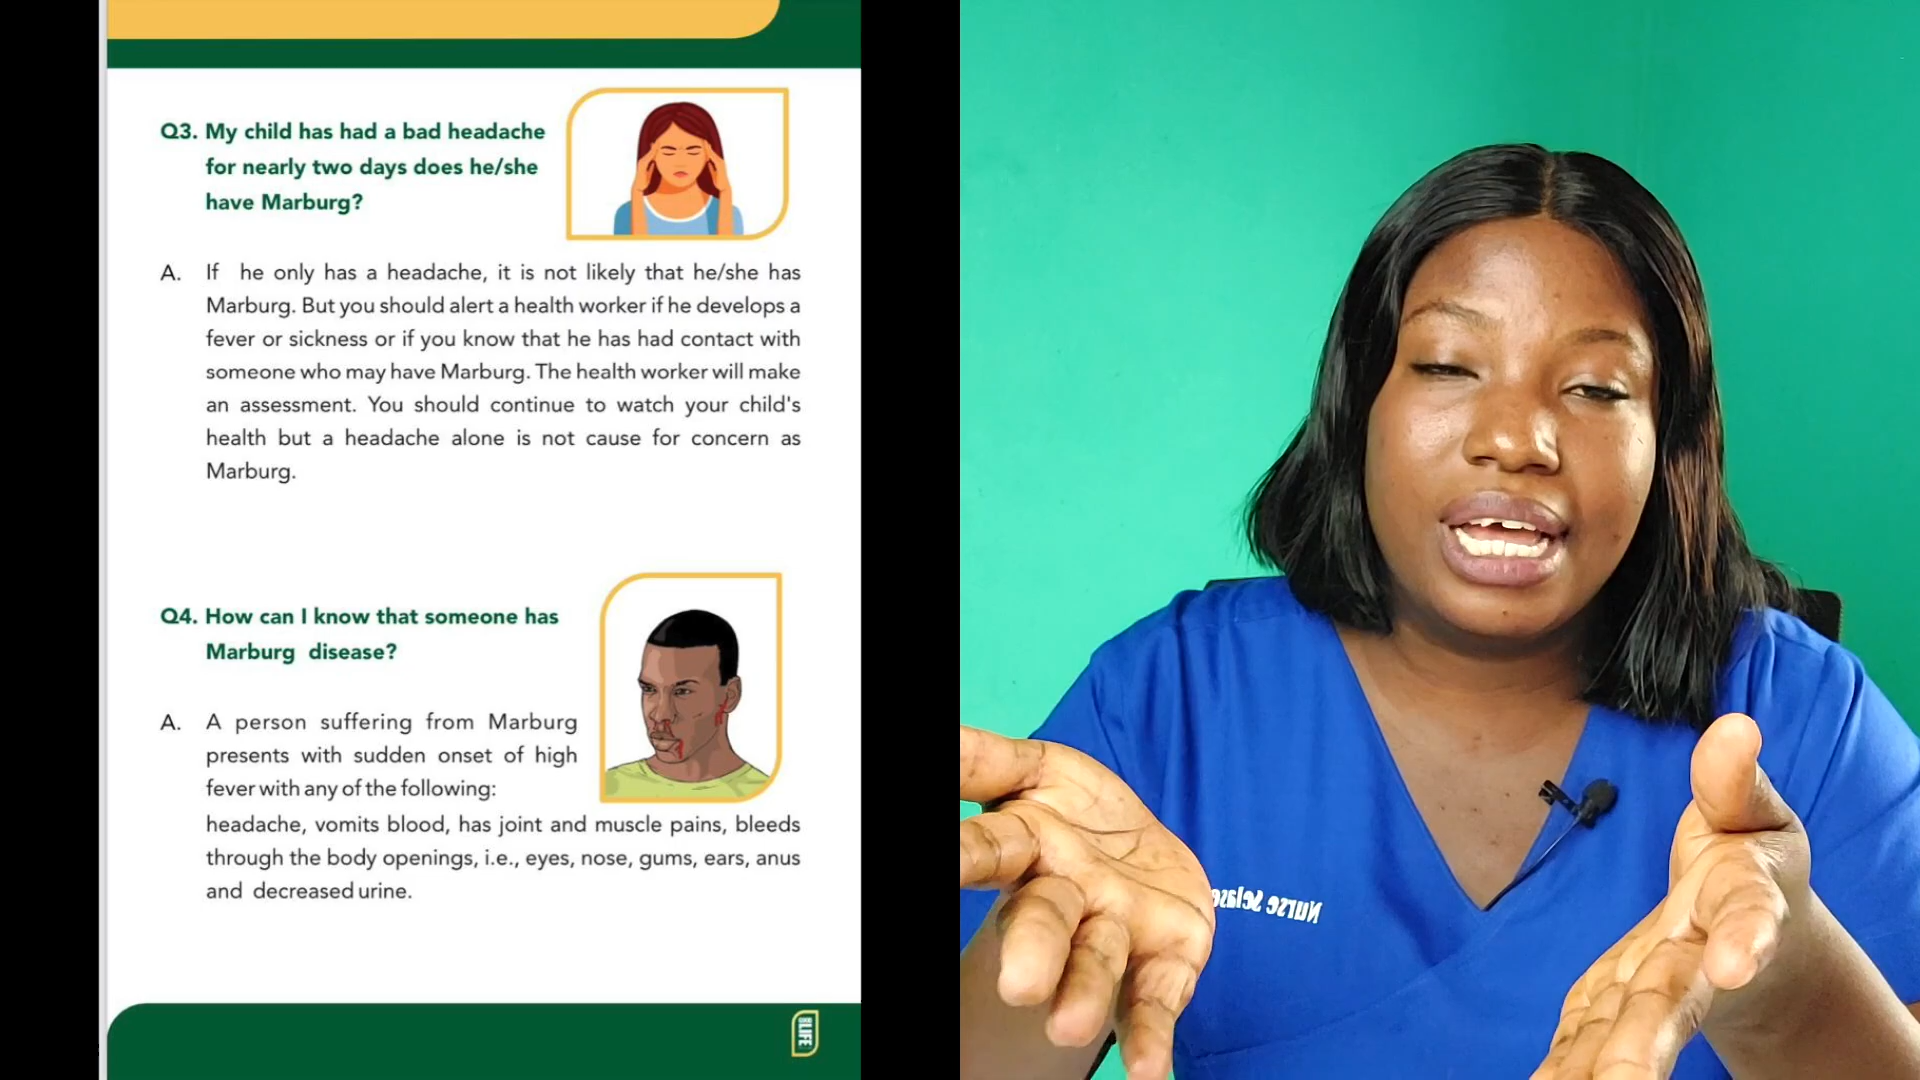 Q3. My child has had a bad headache
for nearly two days does he/she
have Marburg?
A. If he only has a headache, it is not likely that he/she has
Marburg. But you should alert a health worker if he develops a
fever or sickness or if you know that he has had contact with
someone who may have Marburg. The health worker will make
an assessment. You should continue to watch your child's
health but a headache alone is not cause for concern as
Marburg.
Q4. How can I know that someone has
Marburg disease?
A. A person suffering from Marburg
presents with sudden onset of high
fever with any of the following:
headache, vomits blood, has joint and muscle pains, bleeds
through the body openings, i.e., eyes, nose, gums, ears, anus
and decreased urine.
LIFE
Nurse